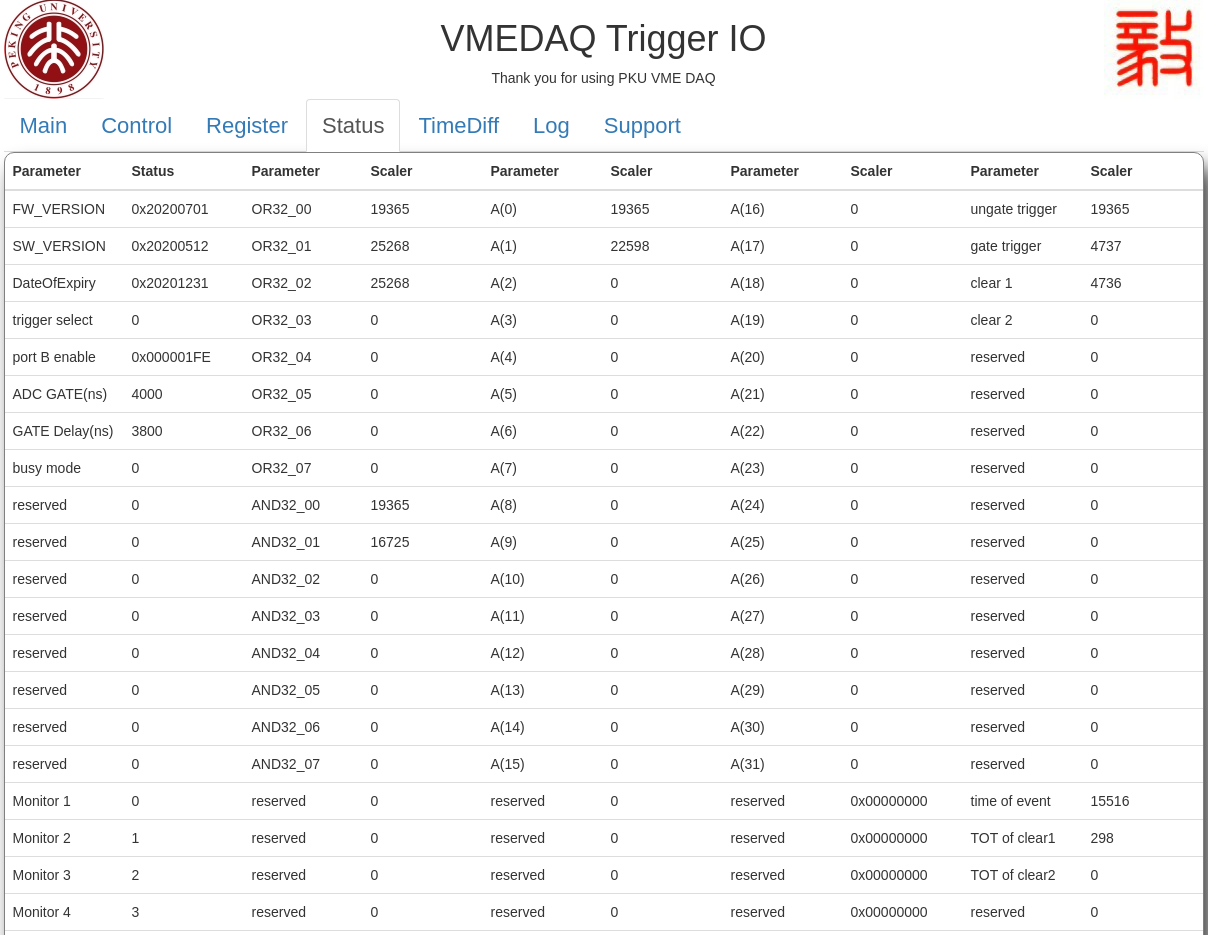 PEKING UNIVERSITY
1898
VMEDAQ Trigger IO
Thank you for using PKU VME DAQ
Main Control Register Status TimeDiff Log Support
Parameter Status Parameter Scaler Parameter Scaler Parameter Scaler Parameter Scaler
FW_VERSION 0x20200701 OR32_00 19365 A(0) 19365 A(16) 0 ungate trigger 19365
SW_VERSION 0x20200512 OR32_01 25268 A(1) 22598 A(17) 0 gate trigger 4737
DateOfExpiry 0x20201231 OR32_02 25268 A(2) 0 A(18) 0 clear 1 4736
trigger select 0 OR32_03 0 A(3) 0 A(19) 0 clear 2 0
port B enable 0x000001FE OR32_04 0 A(4) 0 A(20) 0 reserved 0
ADC GATE(ns) 4000 OR32_05 0 A(5) 0 A(21) 0 reserved 0
GATE Delay(ns) 3800 OR32_06 0 A(6) 0 A(22) 0 reserved 0
busy mode 0 OR32_07 0 A(7) 0 A(23) 0 reserved 0
reserved 0 AND32_00 19365 A(8) 0 A(24) 0 reserved 0
reserved 0 AND32_01 16725 A(9) 0 A(25) 0 reserved 0
reserved 0 AND32_02 0 A(10) 0 A(26) 0 reserved 0
reserved 0 AND32_03 0 A(11) 0 A(27) 0 reserved 0
reserved 0 AND32_04 0 A(12) 0 A(28) 0 reserved 0
reserved 0 AND32_05 0 A(13) 0 A(29) 0 reserved 0
reserved 0 AND32_06 0 A(14) 0 A(30) 0 reserved 0
reserved 0 AND32_07 0 A(15) 0 A(31) 0 reserved 0
Monitor 1 0 reserved 0 reserved 0 reserved 0x00000000 time of event 15516
Monitor 2 1 reserved 0 reserved 0 reserved 0x00000000 TOT of clear1 298
Monitor 3 2 reserved 0 reserved 0 reserved 0x00000000 TOT of clear2 0
Monitor 4 3 reserved 0 reserved 0 reserved 0x00000000 reserved 0